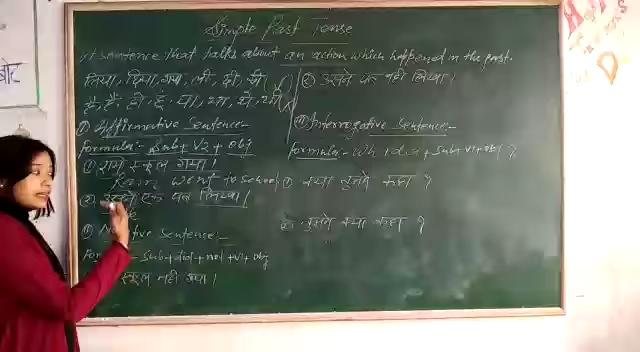 Simple Past Tense
A sentence that talks about an action which happened in the past.
लिया, दिया, गया, ली, दी, थी
है, हैं, हो, हूं, था, थे
① Affirmative Sentence:-
Formula:- Sub + V2 + obj
① राम स्कूल गया।
Ram went to school
② उसने एक पत्र लिखा।
① Negative Sentence:-
Sub + did + not + V1 + obj
स्कूल नहीं गया।
② उसने पत्र नहीं लिखा।
Interrogative Sentence:-
Formula:- Wh | did + Sub + V1 + obj ?
① क्या तुमने कहा ?
② तुमने क्या कहा ?
बोर्ट